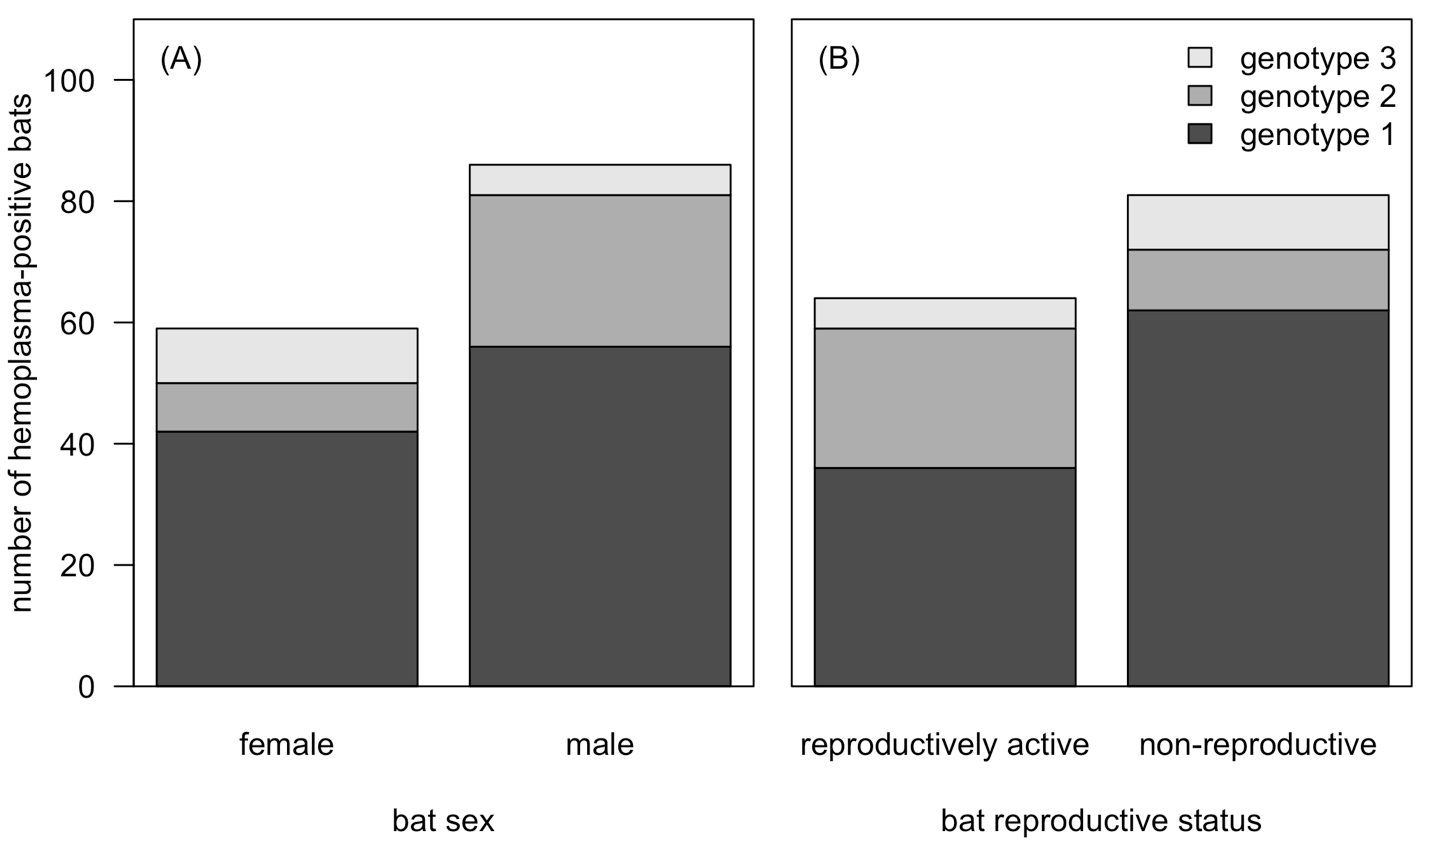 number of hemoplasma-positive bats
100
80
60
40
20
0
(A)
female male
bat sex
(B)
genotype 3
genotype 2
genotype 1
reproductively active non-reproductive
bat reproductive status